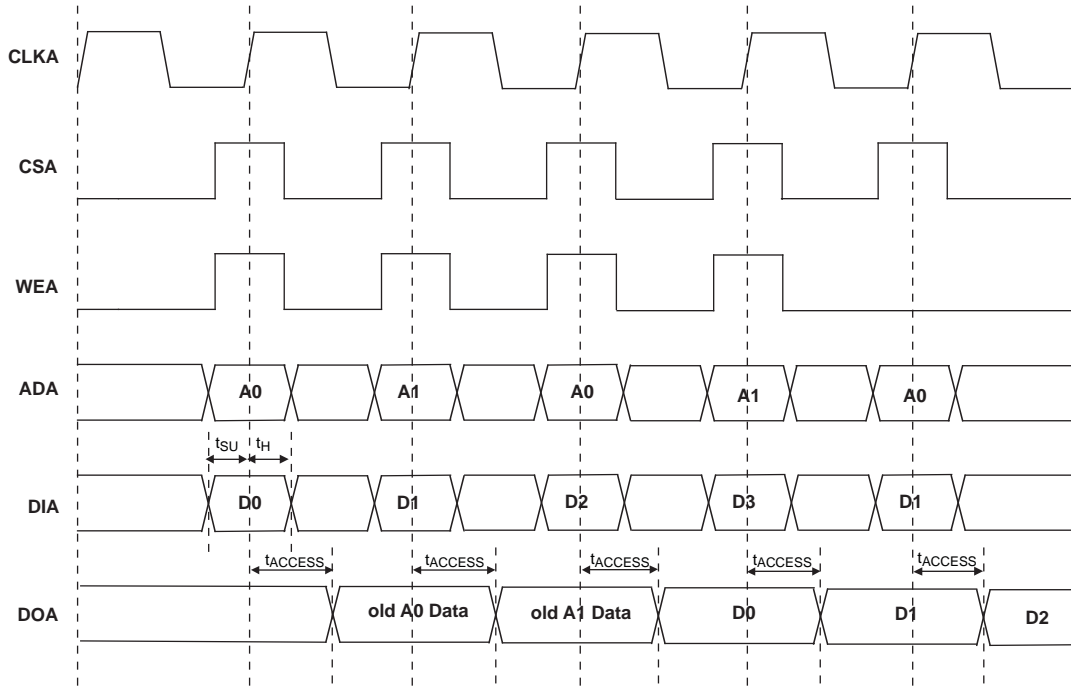 CLKA
CSA
WEA
ADA A0 A1 A0 A1 A0
tSU tH
DIA D0 D1 D2 D3 D1
tACCESS tACCESS tACCESS tACCESS tACCESS
DOA old A0 Data old A1 Data D0 D1 D2